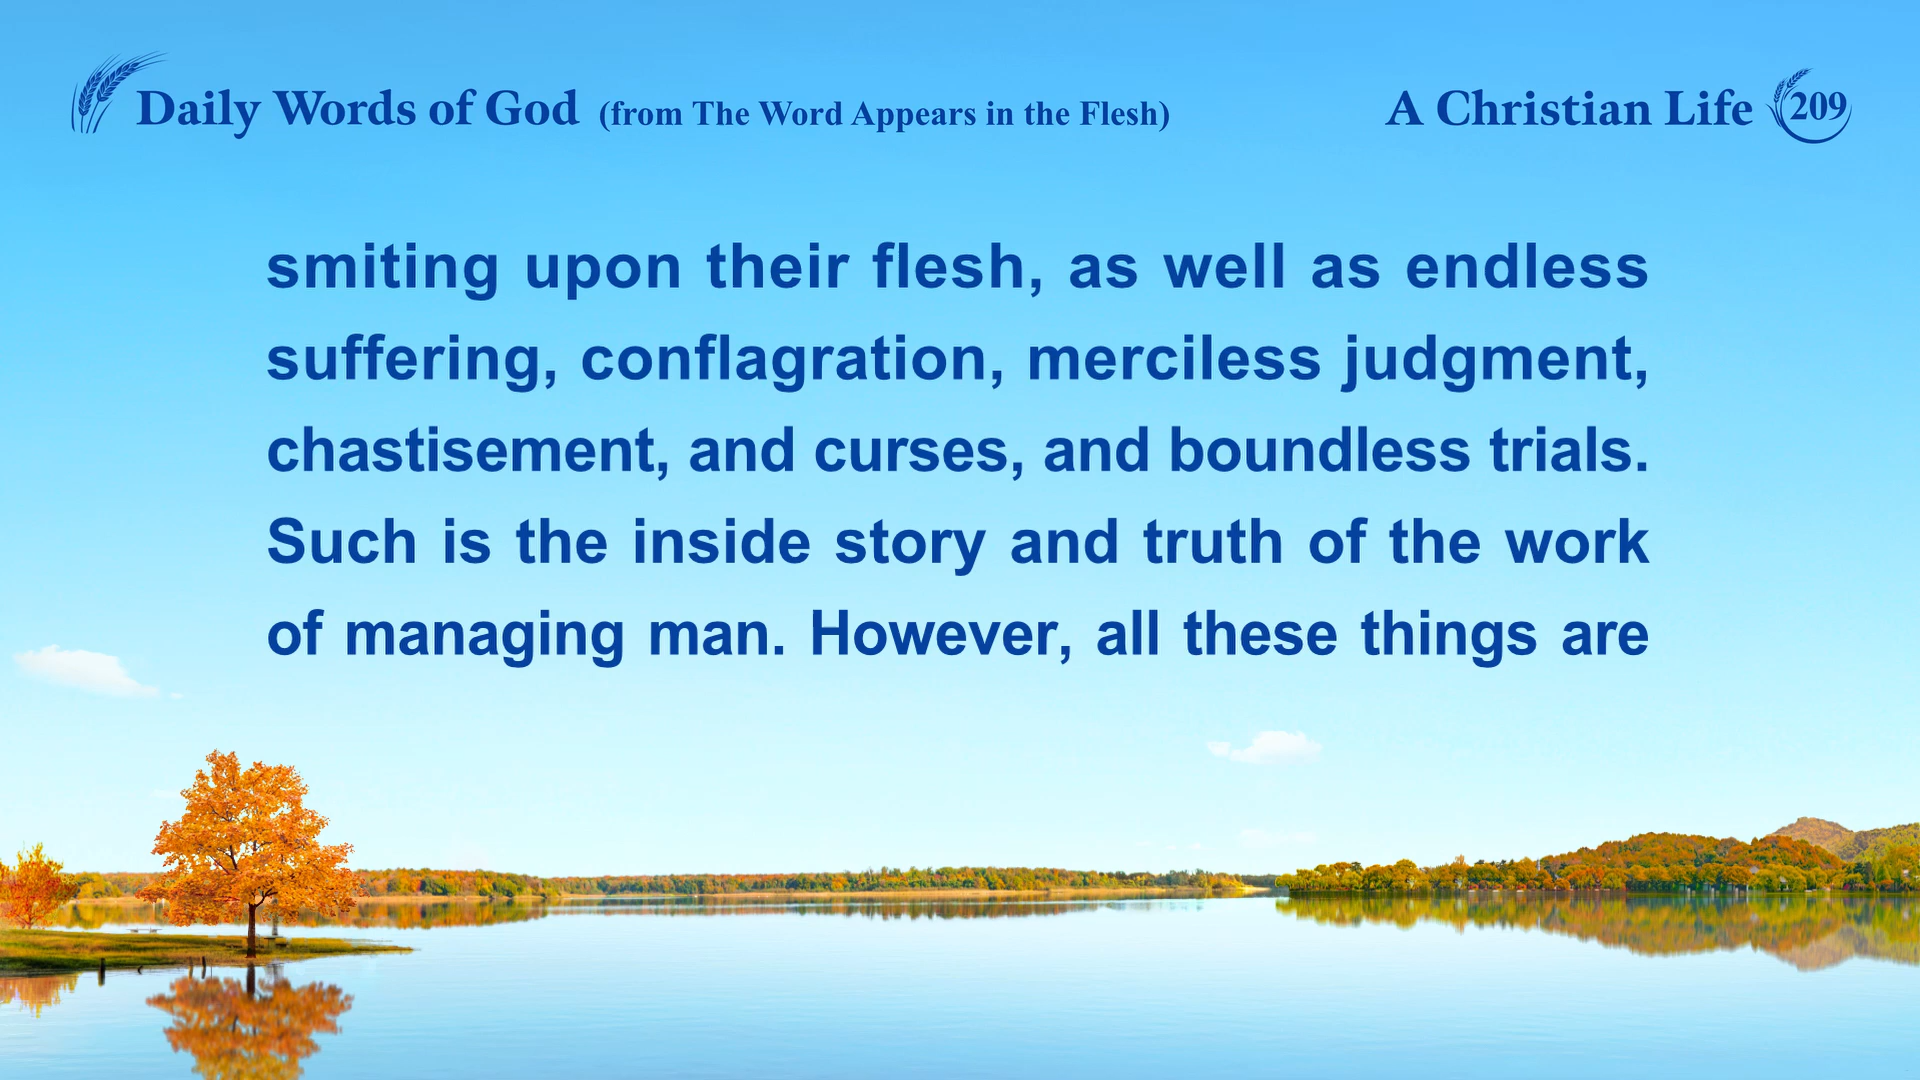 Daily Words of God (from The Word Appears in the Flesh)
A Christian Life 209
smiting upon their flesh, as well as endless
suffering, conflagration, merciless judgment,
chastisement, and curses, and boundless trials.
Such is the inside story and truth of the work
of managing man. However, all these things are